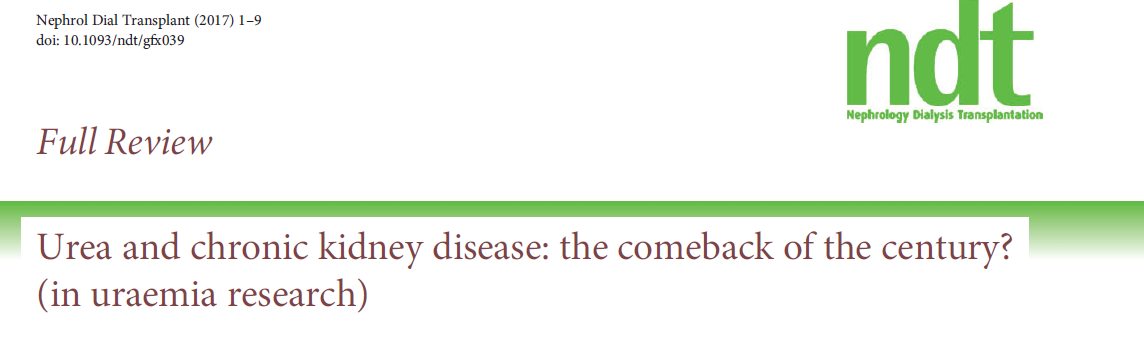 Nephrol Dial Transplant (2017) 1–9
doi: 10.1093/ndt/gfx039
ndt
Nephrology Dialysis Transplantation
Full Review
Urea and chronic kidney disease: the comeback of the century?
(in uraemia research)